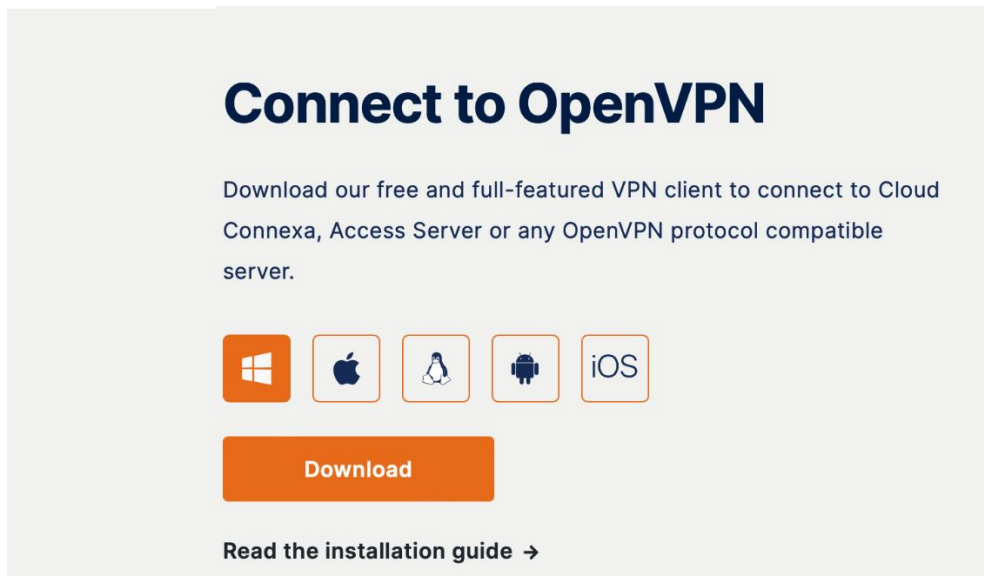 Connect to OpenVPN
Download our free and full-featured VPN client to connect to Cloud
Connexa, Access Server or any OpenVPN protocol compatible
server.
iOS
Download
Read the installation guide →